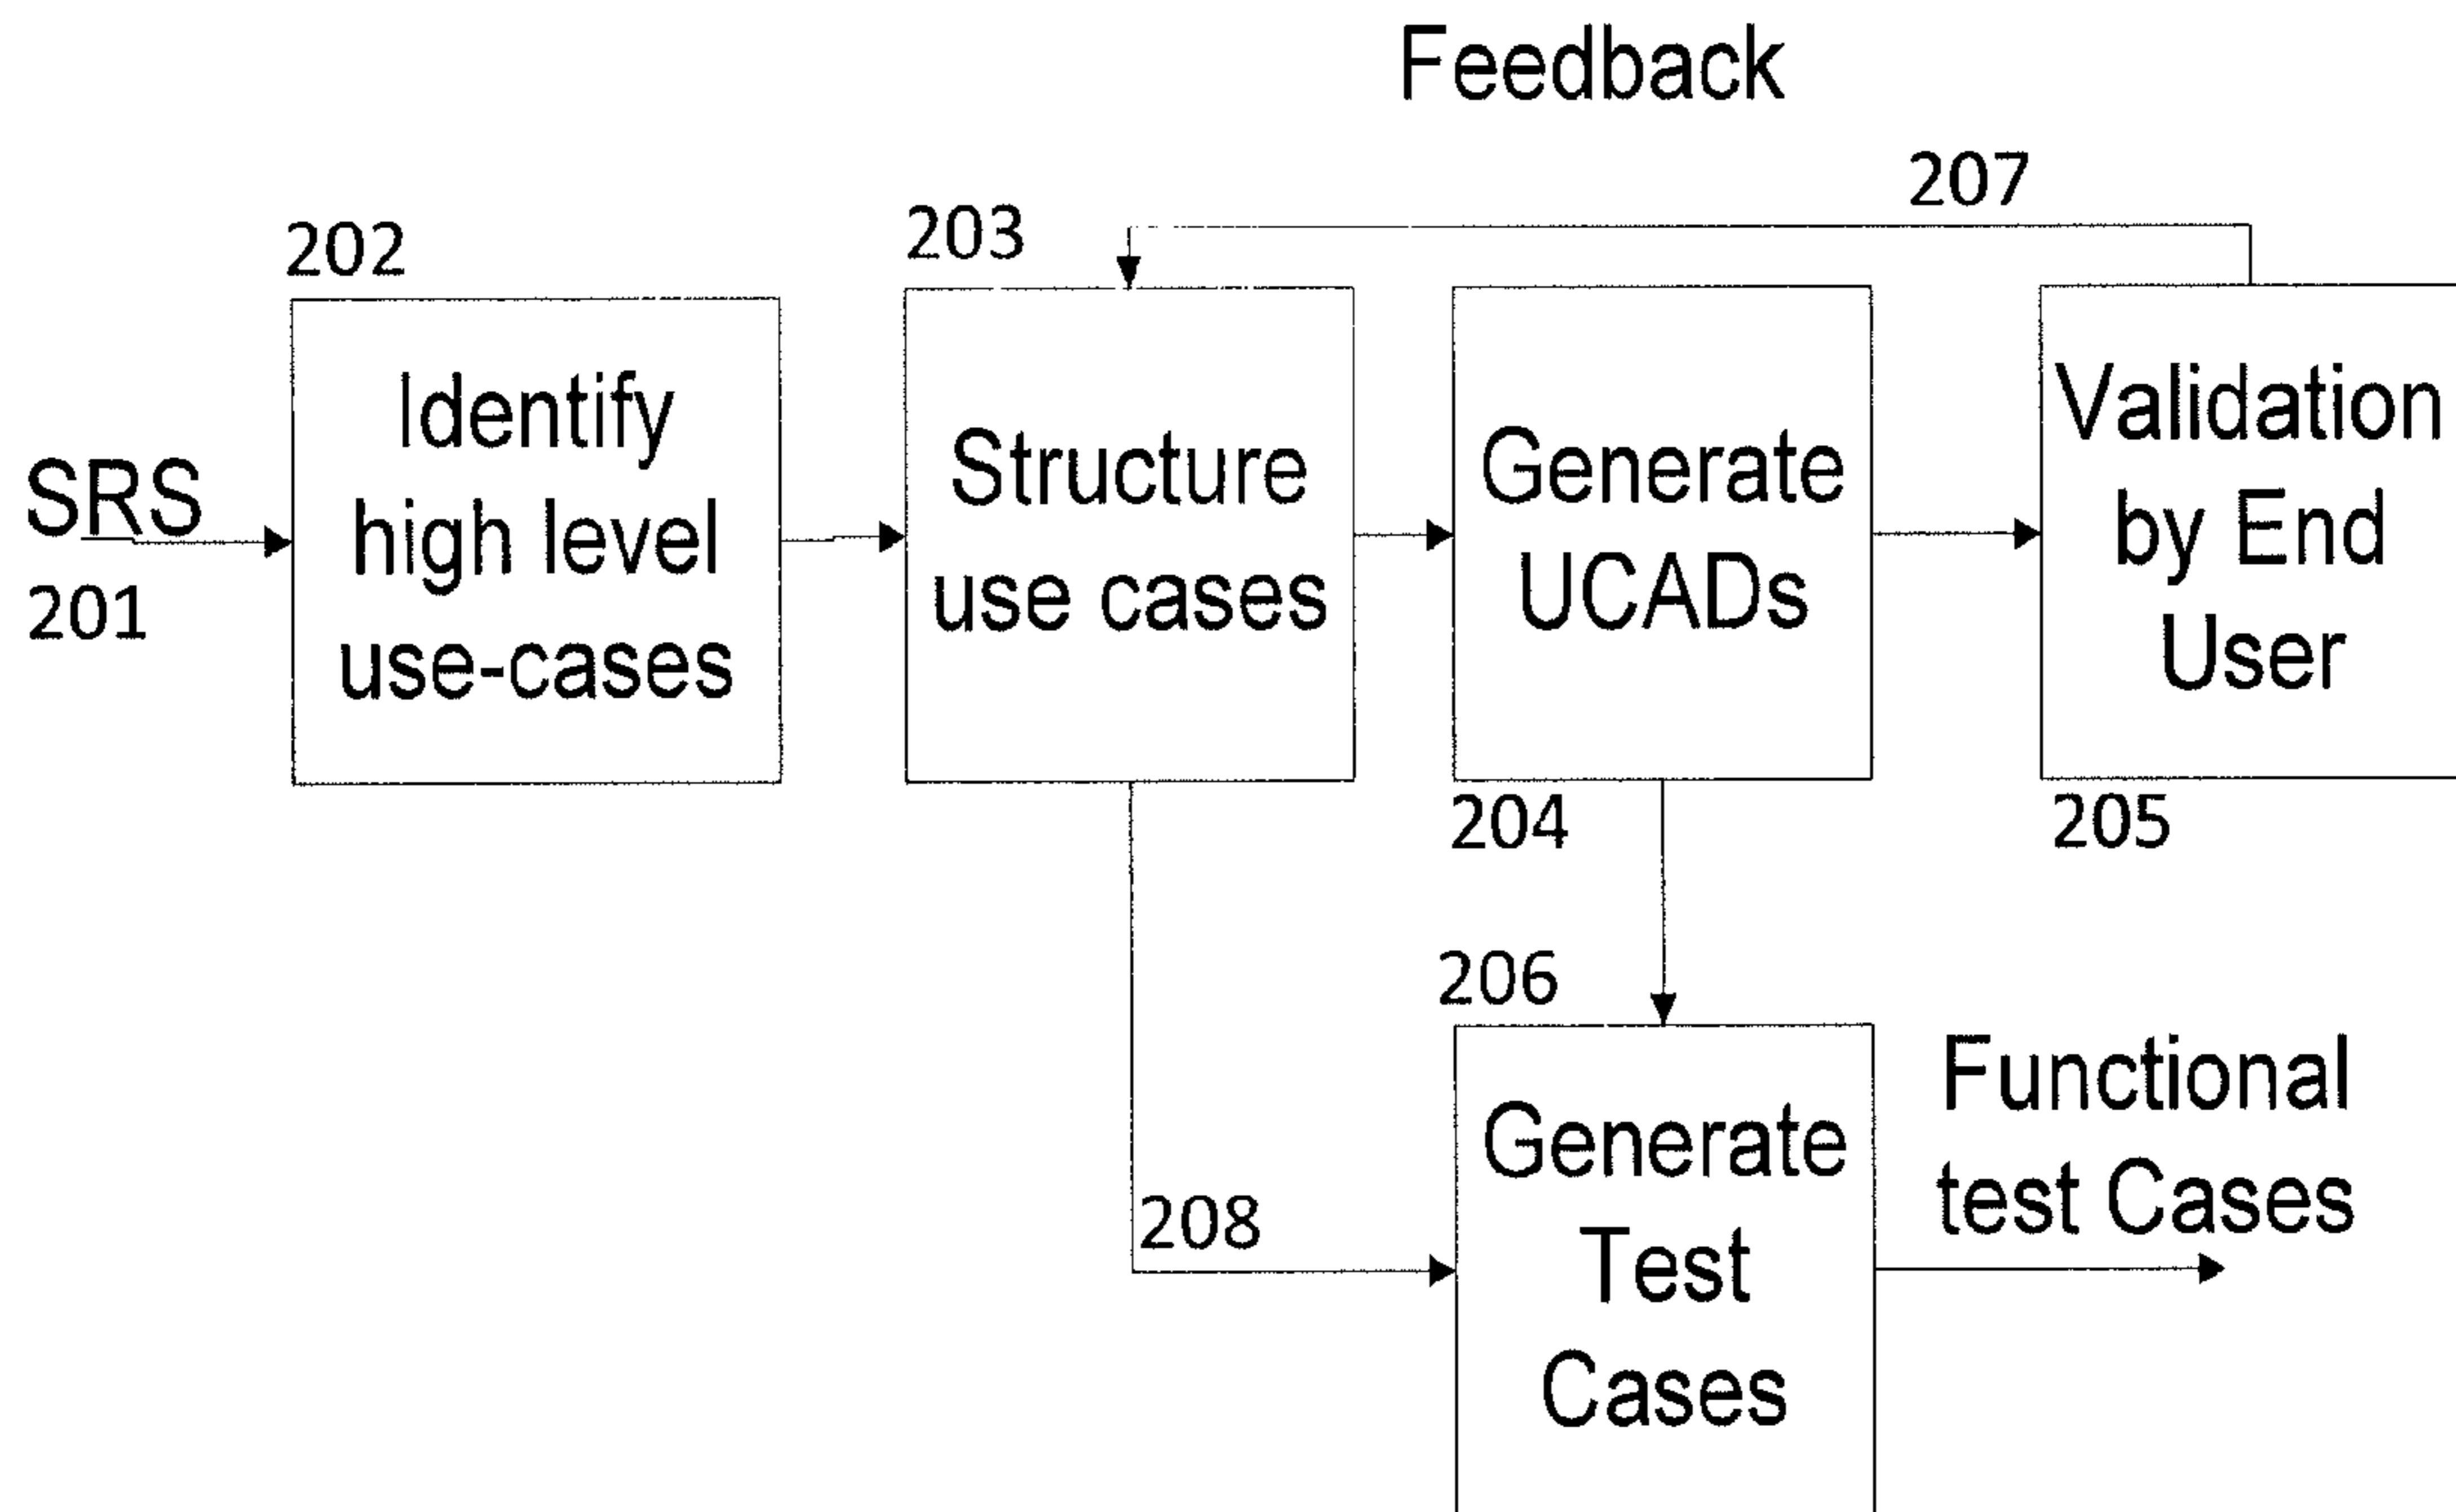 Feedback
207
202
203
SRS
201
Identify
high level
use-cases
Structure
use cases
Generate
UCADs
204
Validation
by End
User
205
206
208
Generate
Test
Cases
Functional
test Cases